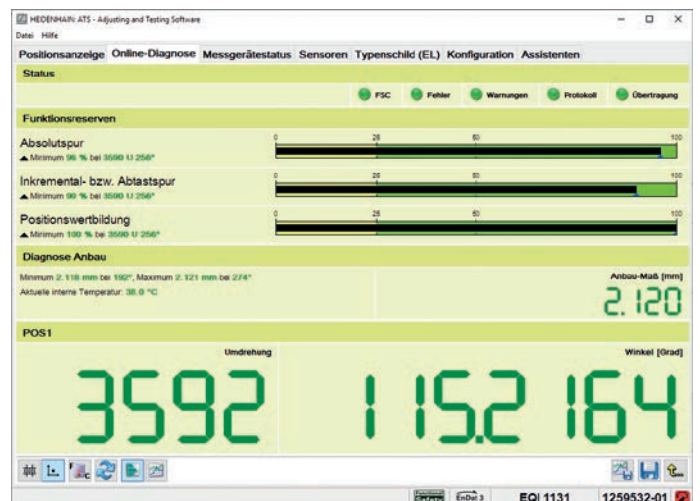 HEIDENHAIN: ATS - Adjusting and Testing Software
Datei Hilfe
Positionsanzeige Online-Diagnose Messgerätestatus Sensoren Typenschild (EL) Konfiguration Assistenten
Status
FSC Fehler Warnungen Protokoll Übertragung
Funktionsreserven
Absolutspur
0 25 50 100
Minimum 96 % bei 3590 U 256°
Inkremental- bzw. Abtastspur
0 25 50 100
Minimum 90 % bei 3590 U 256°
Positionswertbildung
0 25 50 100
Minimum 100 % bei 3590 U 256°
Diagnose Anbau
Minimum 2.118 mm bei 192°, Maximum 2.121 mm bei 274°
Anbau-Maß [mm]
Aktuelle interne Temperatur: 38.0 °C
2.120
POS1
Umdrehung Winkel [Grad]
3592 115.2164
EnDat 3 EQI 1131 1259532-01